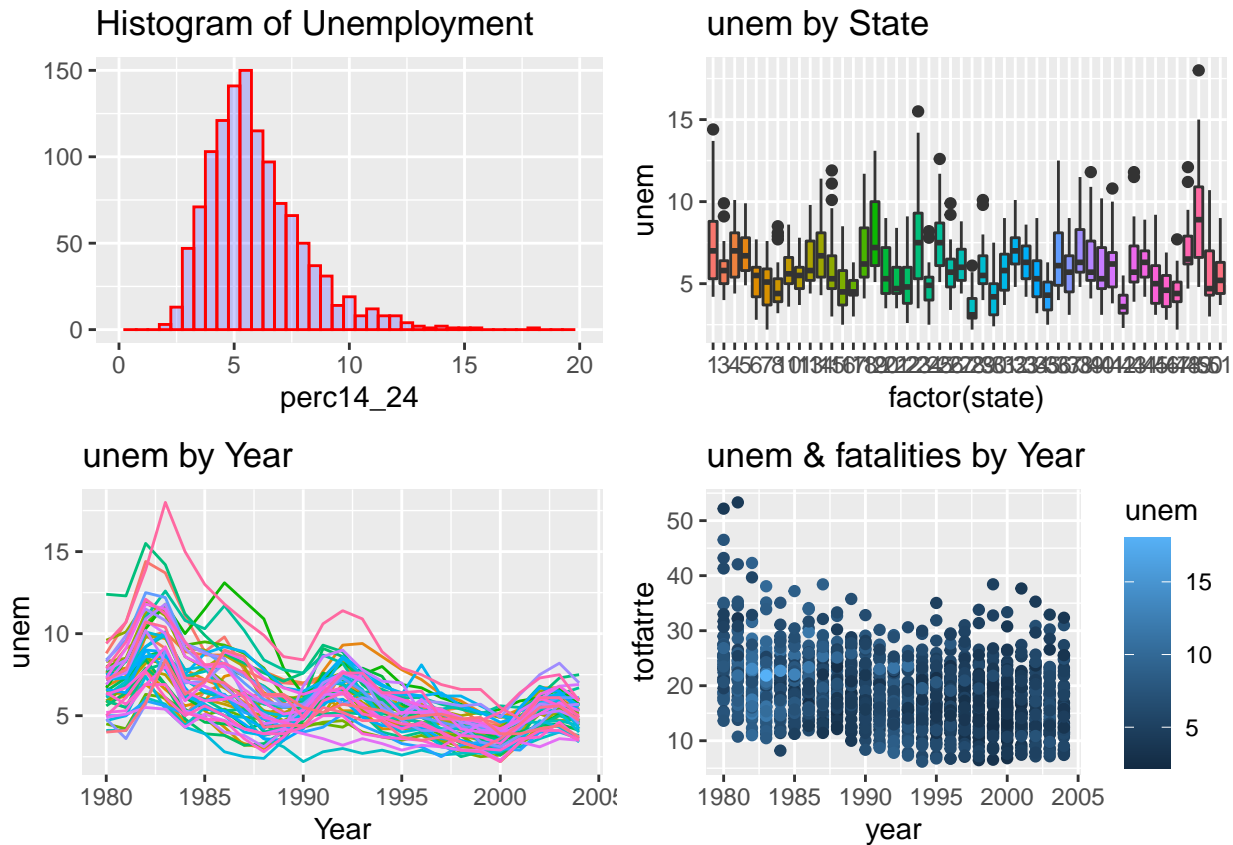 Histogram of Unemployment
150
100
50
0
0 5 10 15 20
perc14_24
unem by State
15
10
5
unem
factor(state)
unem by Year
15
10
5
unem
1980 1985 1990 1995 2000 2005
Year
unem & fatalities by Year
50
40
30
20
10
totfatrte
1980 1985 1990 1995 2000 2005
year
unem
15
10
5